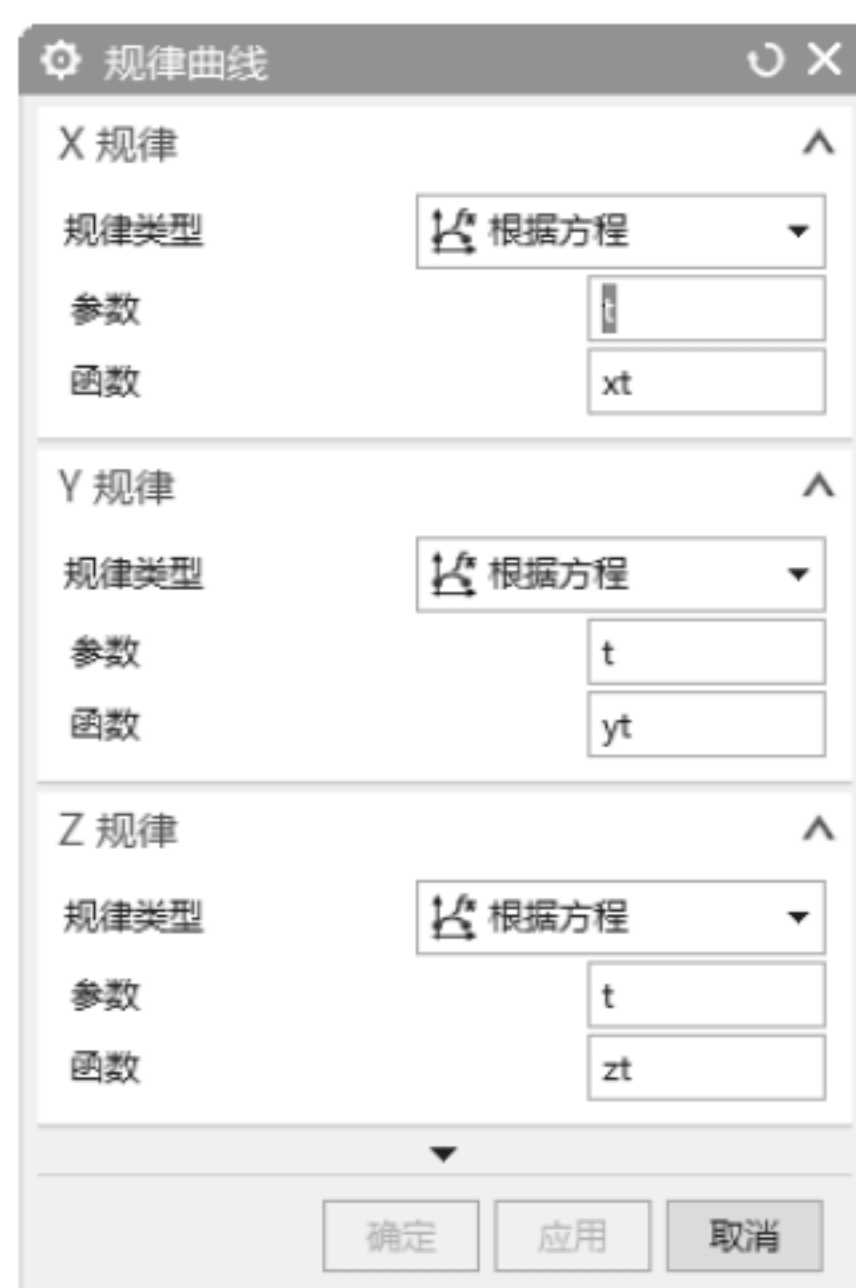 规律曲线
X 规律
规律类型 根据方程
参数 t
函数 xt
Y 规律
规律类型 根据方程
参数 t
函数 yt
Z 规律
规律类型 根据方程
参数 t
函数 zt
确定 应用 取消